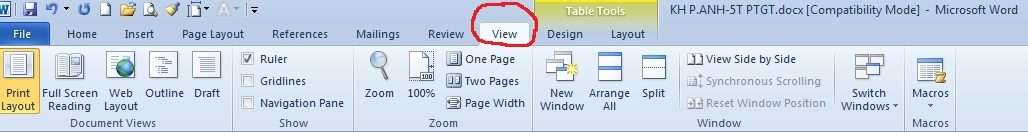 Table Tools
KH P.ANH-5T PTGT.docx [Compatibility Mode] - Microsoft Word
File Home Insert Page Layout References Mailings Review View Design Layout
Print Layout
Full Screen Reading
Web Layout
Outline
Draft
Document Views
Ruler
Gridlines
Navigation Pane
Show
Zoom
100
100%
One Page
Two Pages
Page Width
Zoom
New Window
Arrange All
Split
View Side by Side
Synchronous Scrolling
Reset Window Position
Switch Windows
Window
Macros
Macros